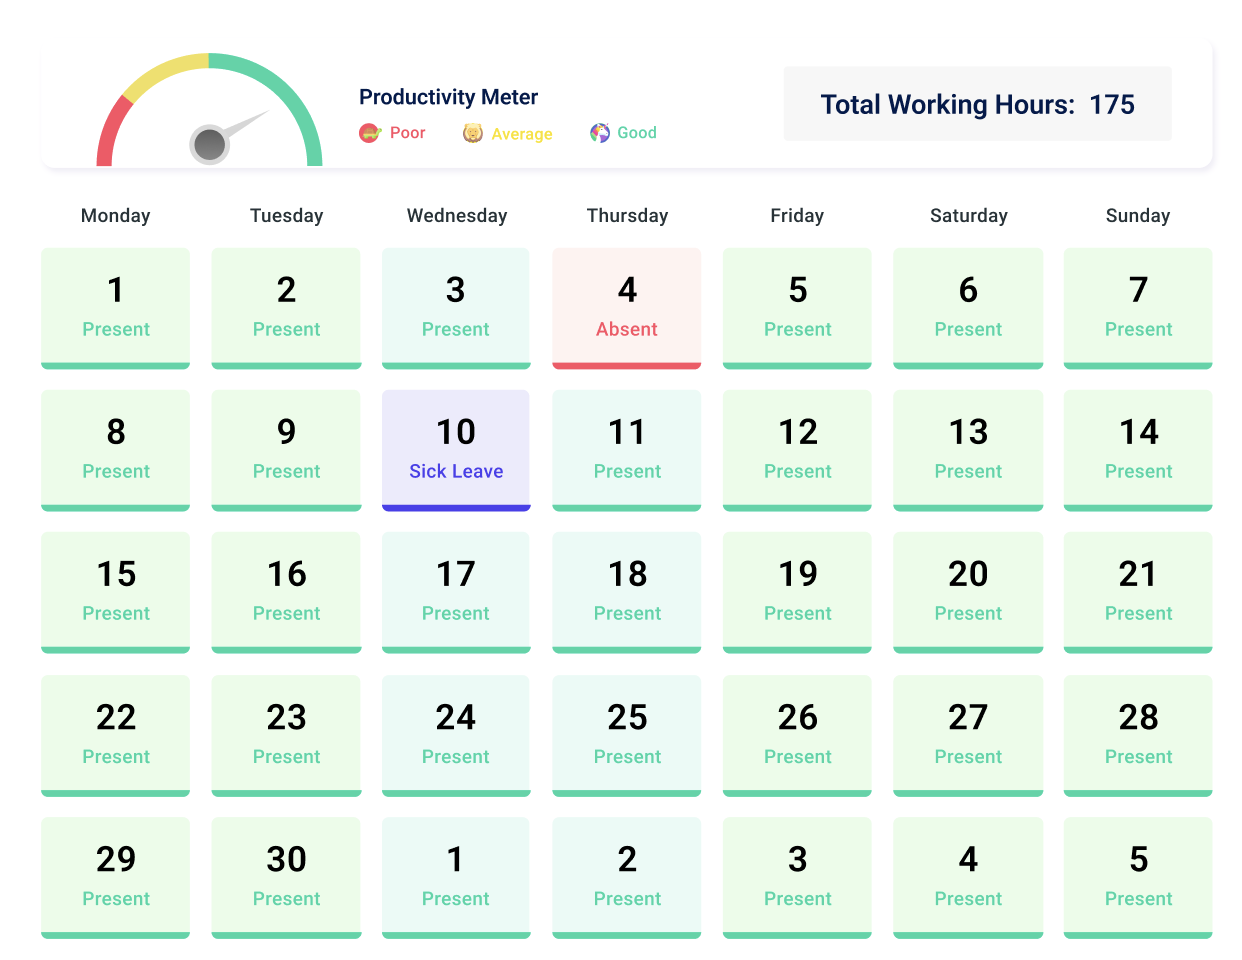 Productivity Meter
Poor Average Good
Total Working Hours: 175
Monday Tuesday Wednesday Thursday Friday Saturday Sunday
1 2 3 4 5 6 7
Present Present Present Absent Present Present Present
8 9 10 11 12 13 14
Present Present Sick Leave Present Present Present Present
15 16 17 18 19 20 21
Present Present Present Present Present Present Present
22 23 24 25 26 27 28
Present Present Present Present Present Present Present
29 30 1 2 3 4 5
Present Present Present Present Present Present Present